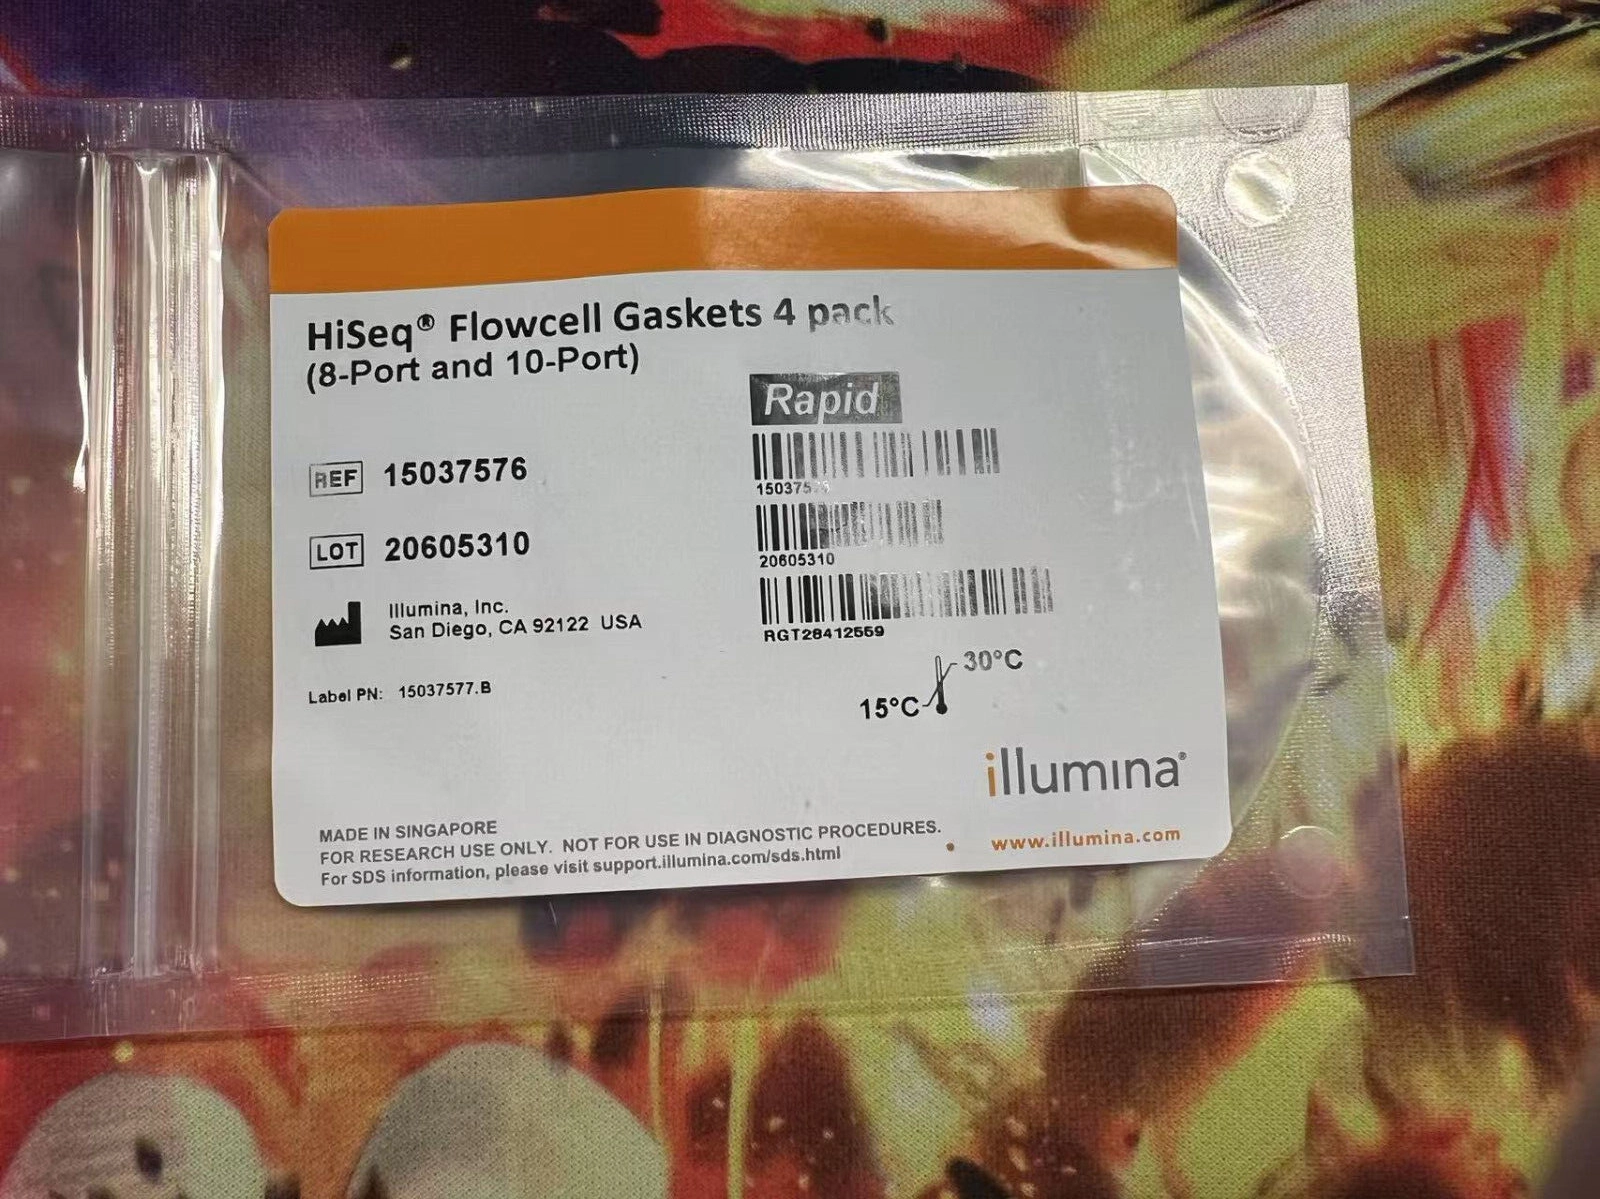 HiSeq® Flowcell Gaskets 4 pack
(8-Port and 10-Port)
Rapid
REF 15037576
150375
LOT 20605310
20605310
Illumina, Inc.
San Diego, CA 92122 USA
RGT28412559
Label PN: 15037577.B
30°C
15°C
illumina®
MADE IN SINGAPORE
FOR RESEARCH USE ONLY. NOT FOR USE IN DIAGNOSTIC PROCEDURES.
For SDS information, please visit support.illumina.com/sds.html
www.illumina.com